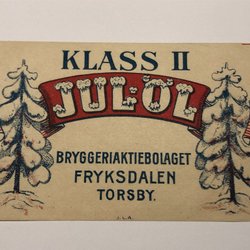 KLASS II
JUL-ÖL
BRYGGERIAKTIEBOLAGET
FRYKSDALEN
TORSBY.
J.L.A.